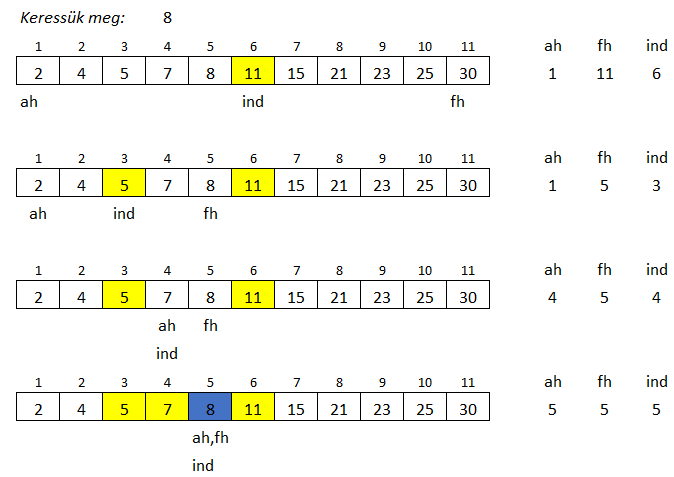 Keressük meg: 8
1 2 3 4 5 6 7 8 9 10 11 ah fh ind
2 4 5 7 8 11 15 21 23 25 30 1 11 6
ah ind fh
1 2 3 4 5 6 7 8 9 10 11 ah fh ind
2 4 5 7 8 11 15 21 23 25 30 1 5 3
ah ind fh
1 2 3 4 5 6 7 8 9 10 11 ah fh ind
2 4 5 7 8 11 15 21 23 25 30 4 5 4
ah fh
ind
1 2 3 4 5 6 7 8 9 10 11 ah fh ind
2 4 5 7 8 11 15 21 23 25 30 5 5 5
ah,fh
ind